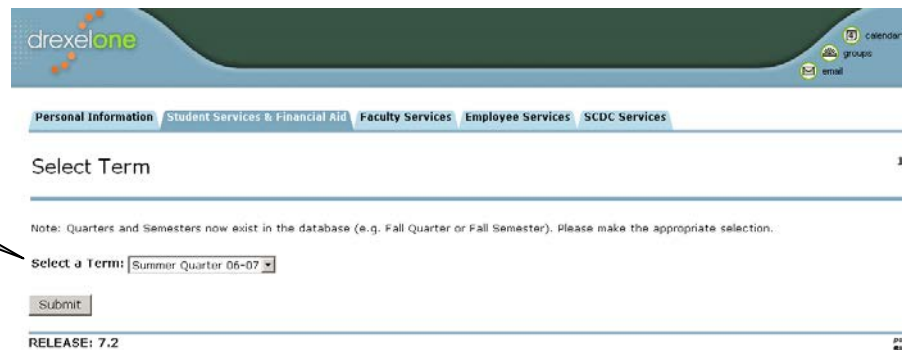 drexelone
4 calendar
groups
email
Personal Information Student Services & Financial Aid Faculty Services Employee Services SCDC Services
Select Term
Note: Quarters and Semesters now exist in the database (e.g. Fall Quarter or Fall Semester). Please make the appropriate selection.
Select a Term: Summer Quarter 06-07
Submit
RELEASE: 7.2